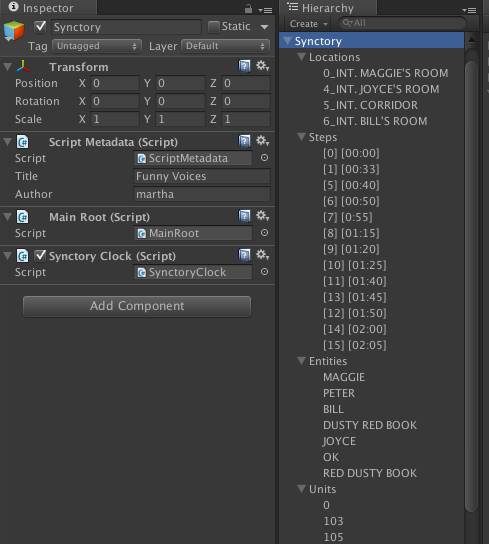 Inspector
Synctory Static
Tag Untagged Layer Default
Transform
Position X 0 Y 0 Z 0
Rotation X 0 Y 0 Z 0
Scale X 1 Y 1 Z 1
Script Metadata (Script)
Script ScriptMetadata
Title Funny Voices
Author martha
Main Root (Script)
Script MainRoot
Synctory Clock (Script)
Script SynctoryClock
Add Component
Hierarchy
Create All
Synctory
Locations
0_INT. MAGGIE'S ROOM
4_INT. JOYCE'S ROOM
5_INT. CORRIDOR
6_INT. BILL'S ROOM
Steps
[0] [00:00]
[1] [00:33]
[5] [00:40]
[6] [00:50]
[7] [0:55]
[8] [01:15]
[9] [01:20]
[10] [01:25]
[11] [01:40]
[13] [01:45]
[12] [01:50]
[14] [02:00]
[15] [02:05]
Entities
MAGGIE
PETER
BILL
DUSTY RED BOOK
JOYCE
OK
RED DUSTY BOOK
Units
0
103
105